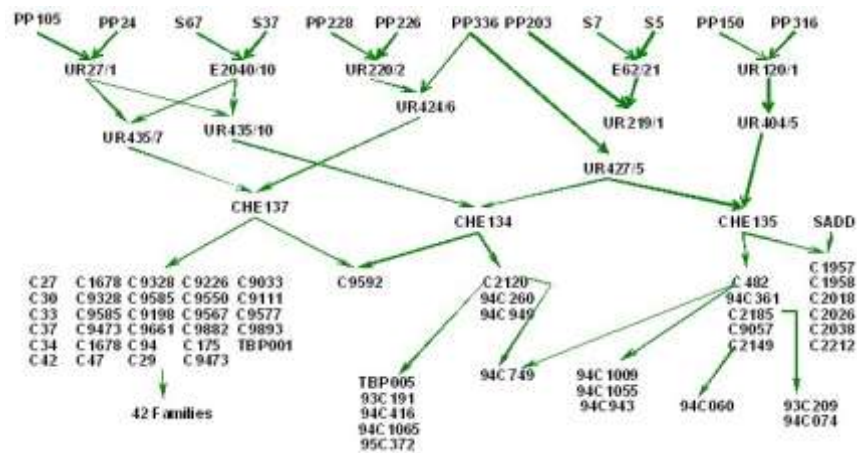 PP105 PP24 S67 S37 PP228 PP226 PP336 PP203 S7 S5 PP150 PP316
UR27/1 E2040/10 UR220/2 E62/21 UR120/1
UR435/7 UR435/10 UR424/6 UR219/1 UR404/5
UR427/5
CHE137 CHE134 CHE135 SADD
C27 C1678 C9328 C9226 C9033 C9592 C2120 C482 C1957
C30 C9328 C9585 C9550 C9111 94C260 94C361 C1958
C33 C9585 C9198 C9567 C9577 94C949 C2185 C2018
C37 C9473 C9661 C9882 C9893 C9057 C2026
C34 C1678 C94 C175 TBP001 C2149 C2038
C42 C47 C29 C9473 C2212
TBP005 94C749 94C1009 94C060 93C209
93C191 94C1055 94C074
94C416 94C943
94C1065
95C372
42 Families